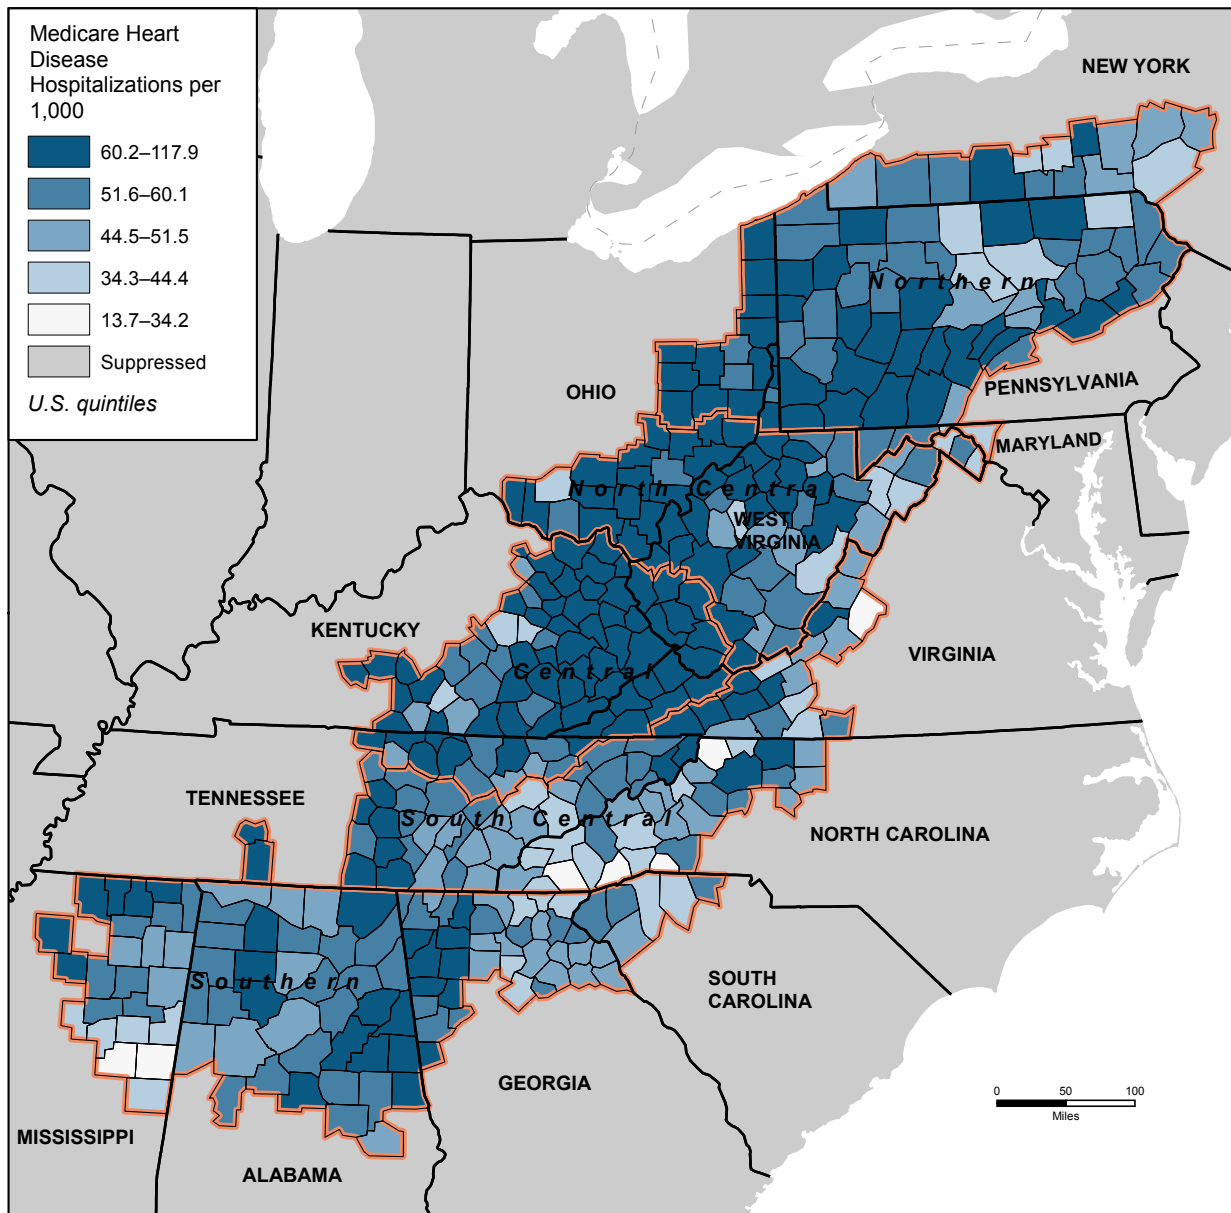 Medicare Heart
Disease
Hospitalizations per
1,000
60.2–117.9
51.6–60.1
44.5–51.5
34.3–44.4
13.7–34.2
Suppressed
U.S. quintiles
NEW YORK
Northern
PENNSYLVANIA
OHIO
MARYLAND
North Central
WEST
VIRGINIA
KENTUCKY
VIRGINIA
Central
TENNESSEE
South Central
NORTH CAROLINA
Southern
SOUTH
CAROLINA
GEORGIA
0 50 100
Miles
MISSISSIPPI
ALABAMA